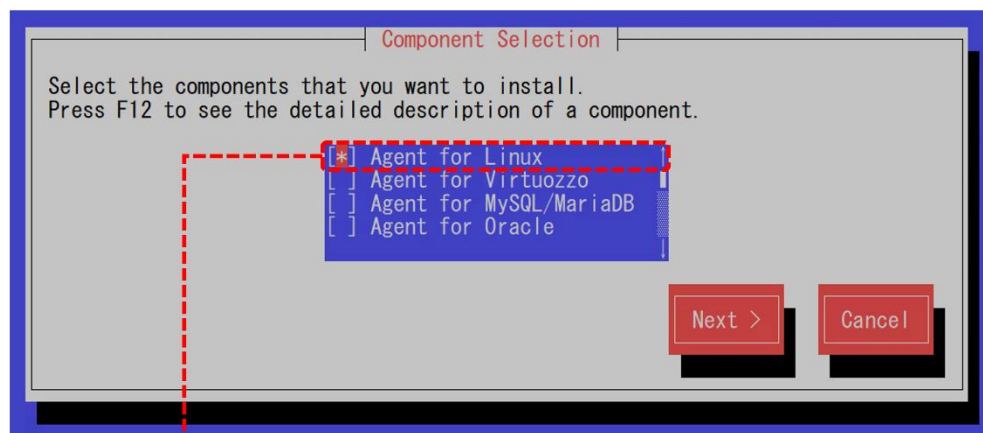 Component Selection
Select the components that you want to install.
Press F12 to see the detailed description of a component.
[*] Agent for Linux
[ ] Agent for Virtuozzo
[ ] Agent for MySQL/MariaDB
[ ] Agent for Oracle
Next > Cancel